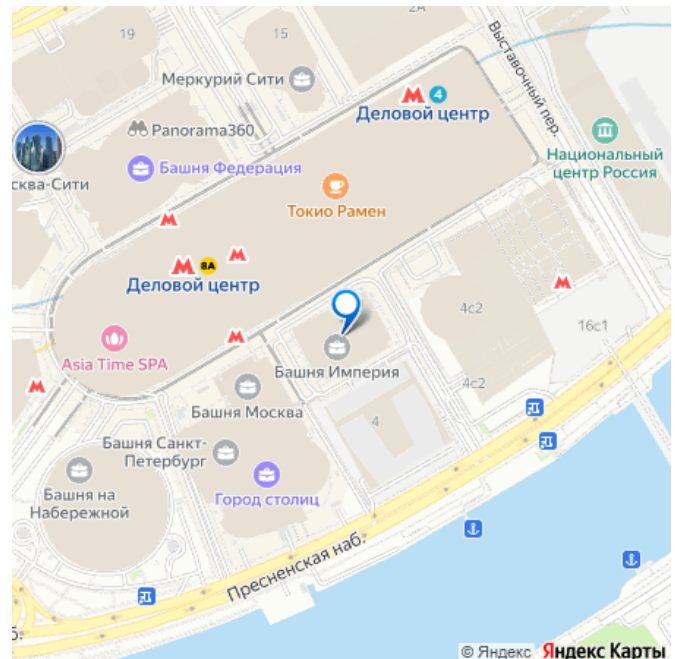 2А
19
15
Выставочный пер.
Меркурий Сити
4
Деловой центр
Panorama360
Национальный
центр Россия
Башня Федерация
сква-Сити
Токио Рамен
8А
Деловой центр
4с2
16с1
Asia Time SPA
Башня Империя
4с2
Башня Москва
4
Башня Санкт-
Петербург
Башня на
Набережной
Город столиц
Пресненская наб.
б.
© Яндекс Яндекс Карты